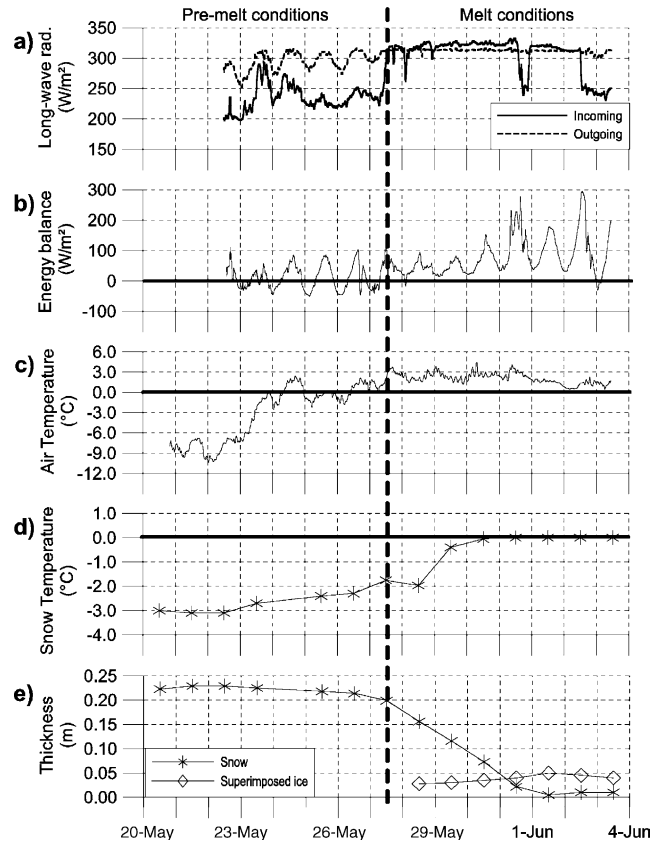 Pre-melt conditions Melt conditions
a)
Long-wave rad.
(W/m²)
350
300
250
200
150
Incoming
Outgoing
b)
Energy balance
(W/m²)
300
200
100
0
-100
c)
Air Temperature
(°C)
6.0
3.0
0.0
-3.0
-6.0
-9.0
-12.0
d)
Snow Temperature
(°C)
1.0
0.0
-1.0
-2.0
-3.0
-4.0
e)
Thickness
(m)
0.25
0.20
0.15
0.10
0.05
0.00
Snow
Superimposed ice
20-May 23-May 26-May 29-May 1-Jun 4-Jun